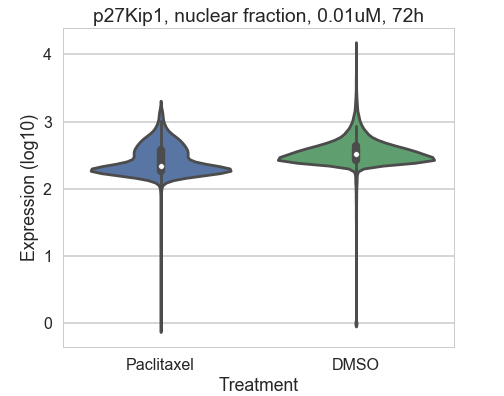 p27Kip1, nuclear fraction, 0.01uM, 72h
Expression (log10)
4
3
2
1
0
Paclitaxel DMSO
Treatment